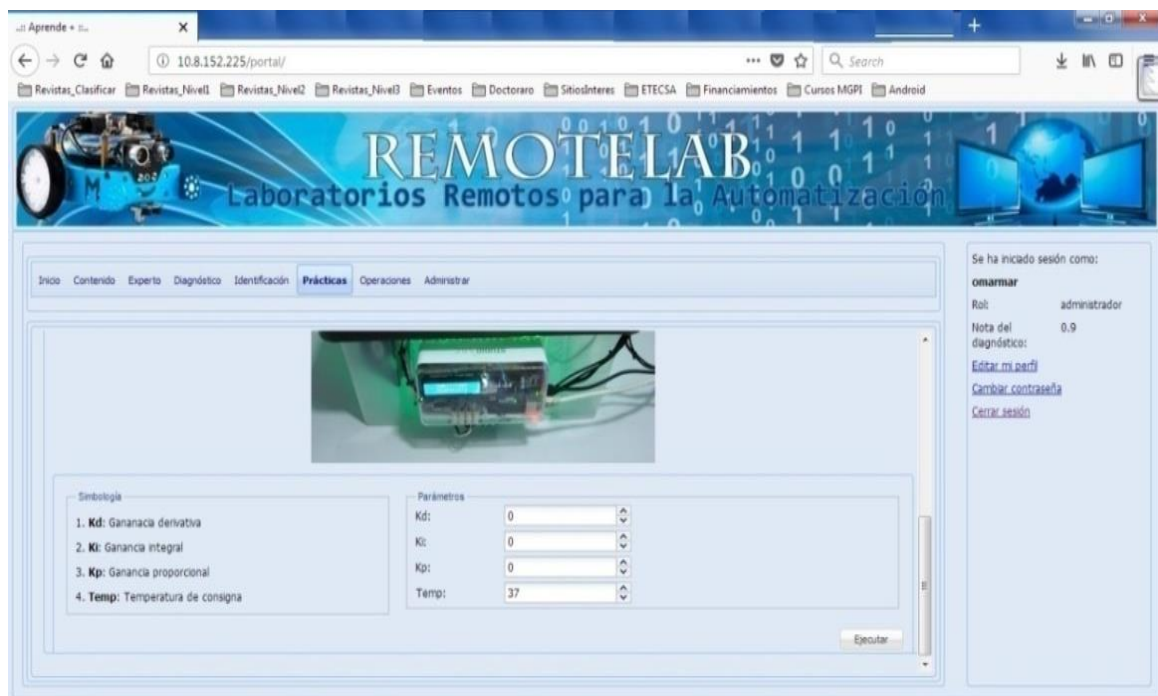 ..:: Aprende + ::..
10.8.152.225/portal/
Search
Revistas_Clasificar Revistas_Nivel1 Revistas_Nivel2 Revistas_Nivel3 Eventos Doctoraro SitiosInteres ETECSA Financiamientos Cursos MGPI Android
REMOTELAB
Laboratorios Remotos para la Automatización
Inicio Contenido Experto Diagnóstico Identificación Prácticas Operaciones Administrar
Se ha iniciado sesión como:
omarmar
Rol: administrador
Nota del diagnóstico: 0.9
Editar mi perfil
Cambiar contraseña
Cerrar sesión
Simbología
1. Kd: Gananacia derivativa
2. Ki: Ganancia integral
3. Kp: Ganancia proporcional
4. Temp: Temperatura de consigna
Parámetros
Kd: 0
Ki: 0
Kp: 0
Temp: 37
Ejecutar